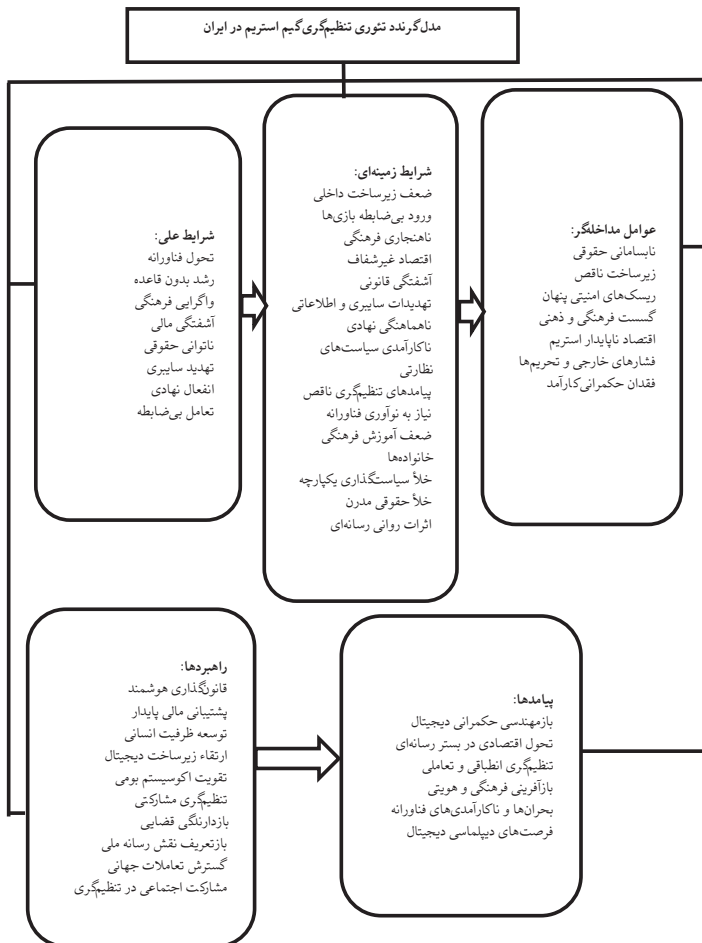 مدل گرندد تئوری تنظیم‌گری گیم استریم در ایران
عوامل مداخله‌گر:
نابسامانی حقوقی
زیرساخت ناقص
ریسک‌های امنیتی پنهان
گسست فرهنگی و ذهنی
اقتصاد ناپایدار استریم
فشارهای خارجی و تحریم‌ها
فقدان حکمرانی کارآمد
شرایط زمینه‌ای:
ضعف زیرساخت داخلی
ورود بی‌ضابطه بازی‌ها
ناهنجاری فرهنگی
اقتصاد غیرشفاف
آشفتگی قانونی
تهدیدات سایبری و اطلاعاتی
ناهماهنگی نهادی
ناکارآمدی سیاست‌های
نظارتی
پیامدهای تنظیم‌گری ناقص
نیاز به نوآوری فناورانه
ضعف آموزش فرهنگی
خانواده‌ها
خلأ سیاستگذاری یکپارچه
خلأ حقوقی مدرن
اثرات روانی رسانه‌ای
شرایط علی:
تحول فناورانه
رشد بدون قاعده
واگرایی فرهنگی
آشفتگی مالی
ناتوانی حقوقی
تهدید سایبری
انفعال نهادی
تعامل بی‌ضابطه
پیامدها:
بازمهندسی حکمرانی دیجیتال
تحول اقتصادی در بستر رسانه‌ای
تنظیم‌گری انطباقی و تعاملی
بازآفرینی فرهنگی و هویتی
بحران‌ها و ناکارآمدی‌های فناورانه
فرصت‌های دیپلماسی دیجیتال
راهبردها:
قانون‌گذاری هوشمند
پشتیبانی مالی پایدار
توسعه ظرفیت انسانی
ارتقاء زیرساخت دیجیتال
تقویت اکوسیستم بومی
تنظیم‌گری مشارکتی
بازدارندگی قضایی
بازتعریف نقش رسانه ملی
گسترش تعاملات جهانی
مشارکت اجتماعی در تنظیم‌گری